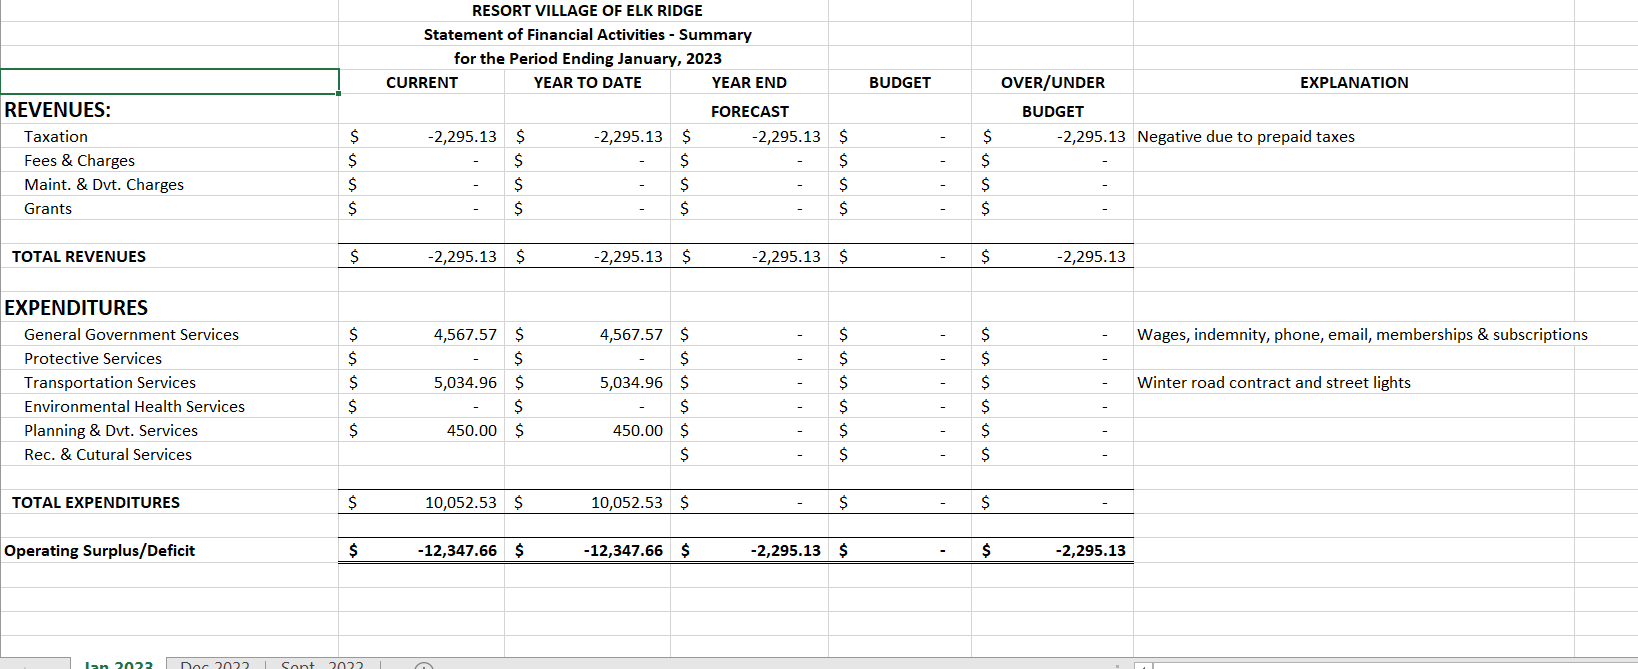 RESORT VILLAGE OF ELK RIDGE
Statement of Financial Activities - Summary
for the Period Ending January, 2023
CURRENT YEAR TO DATE YEAR END BUDGET OVER/UNDER EXPLANATION
REVENUES: FORECAST BUDGET
Taxation $ -2,295.13 $ -2,295.13 $ -2,295.13 $ - $ -2,295.13 Negative due to prepaid taxes
Fees & Charges $ - $ - $ - $ - $ -
Maint. & Dvt. Charges $ - $ - $ - $ - $ -
Grants $ - $ - $ - $ - $ -
TOTAL REVENUES $ -2,295.13 $ -2,295.13 $ -2,295.13 $ - $ -2,295.13
EXPENDITURES
General Government Services $ 4,567.57 $ 4,567.57 $ - $ - $ - Wages, indemnity, phone, email, memberships & subscriptions
Protective Services $ - $ - $ - $ - $ -
Transportation Services $ 5,034.96 $ 5,034.96 $ - $ - $ - Winter road contract and street lights
Environmental Health Services $ - $ - $ - $ - $ -
Planning & Dvt. Services $ 450.00 $ 450.00 $ - $ - $ -
Rec. & Cutural Services $ - $ - $ -
TOTAL EXPENDITURES $ 10,052.53 $ 10,052.53 $ - $ - $ -
Operating Surplus/Deficit $ -12,347.66 $ -12,347.66 $ -2,295.13 $ - $ -2,295.13
Jan 2023 Dec 2022 Sept 2022